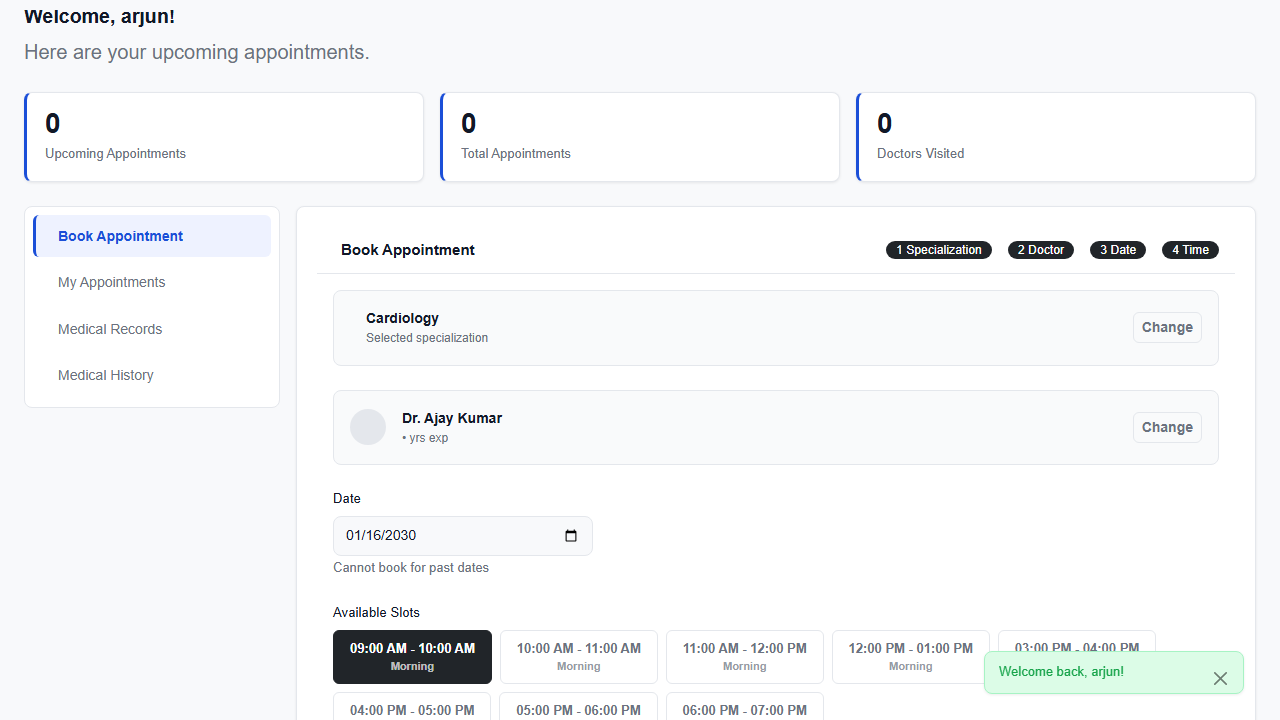 Welcome, arjun!
Here are your upcoming appointments.
0
Upcoming Appointments
0
Total Appointments
0
Doctors Visited
Book Appointment
My Appointments
Medical Records
Medical History
Book Appointment
1 Specialization
2 Doctor
3 Date
4 Time
Cardiology
Selected specialization
Change
Dr. Ajay Kumar
• yrs exp
Change
Date
01/16/2030
Cannot book for past dates
Available Slots
09:00 AM - 10:00 AM
Morning
10:00 AM - 11:00 AM
Morning
11:00 AM - 12:00 PM
Morning
12:00 PM - 01:00 PM
Morning
03:00 PM - 04:00 PM
04:00 PM - 05:00 PM
05:00 PM - 06:00 PM
06:00 PM - 07:00 PM
Welcome back, arjun!